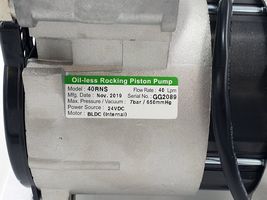 Oil-less Rocking Piston Pump
Model : 40RNS Flow Rate : 40 Lpm
Mfg. Date : Nov. 2019 Serial No.: GG2089
Max. Pressure / Vacuum : 7bar / 650mmHg
Power Source : 24VDC
Motor : BLDC (Internal)